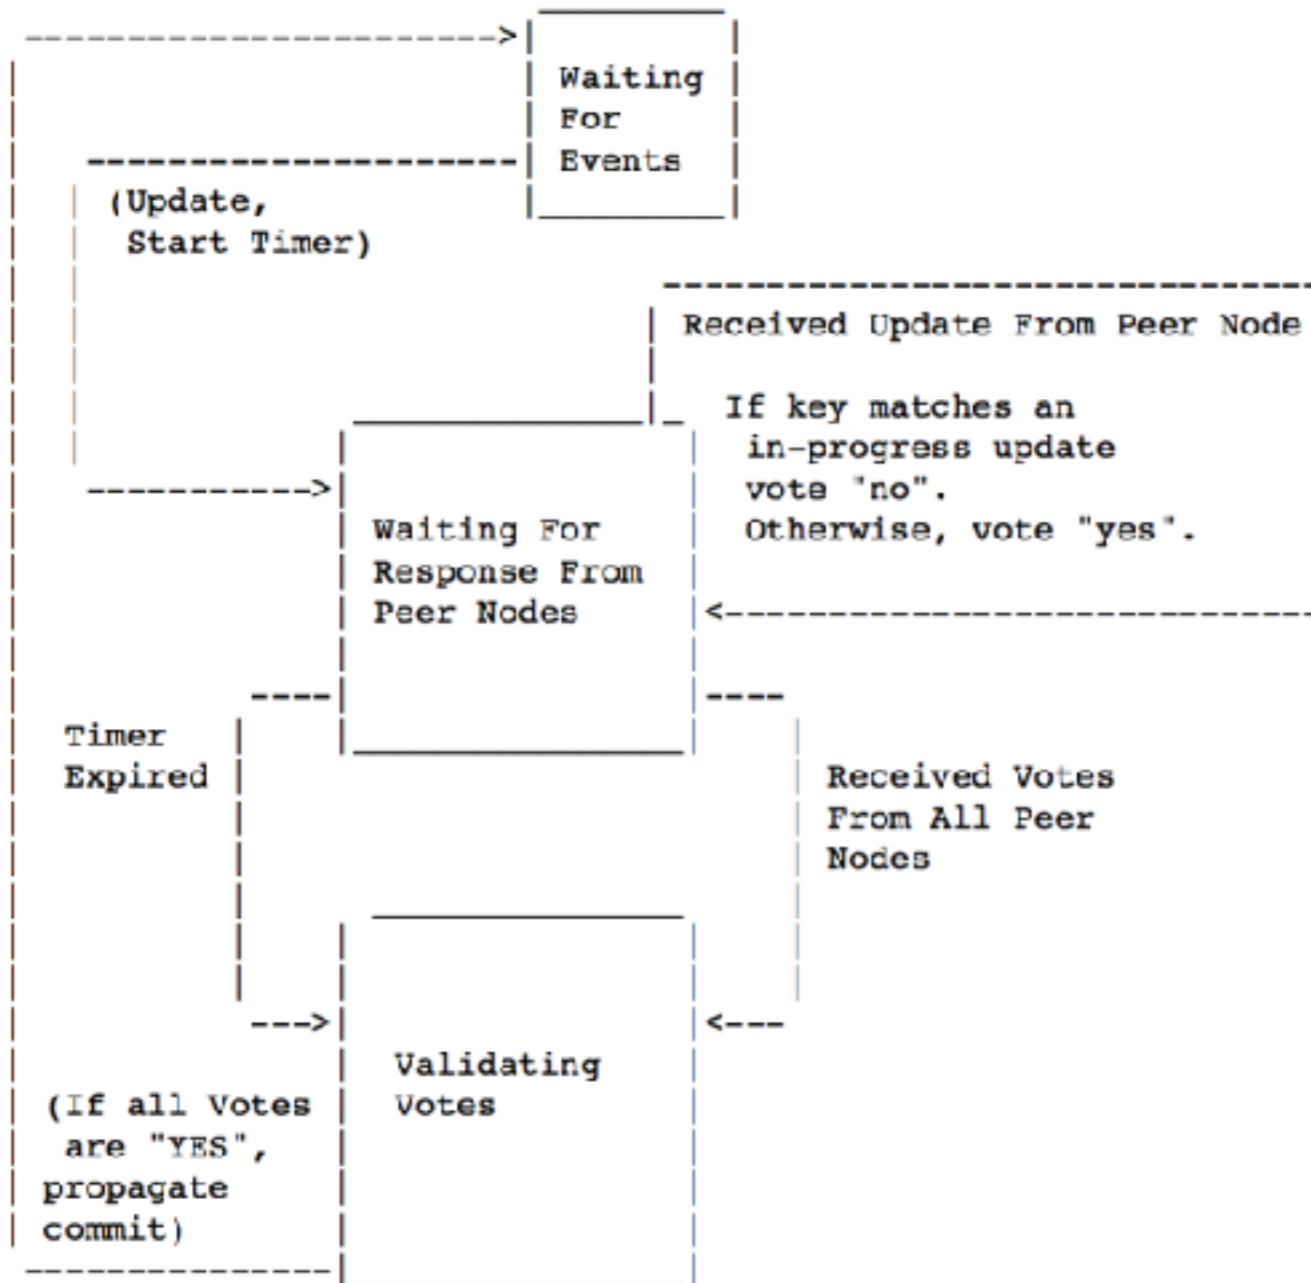 Waiting
For
Events
(Update,
Start Timer)
Received Update From Peer Node
If key matches an
in-progress update
vote "no".
Otherwise, vote "yes".
Waiting For
Response From
Peer Nodes
Timer
Expired
Received Votes
From All Peer
Nodes
Validating
Votes
(If all Votes
are "YES",
propagate
commit)